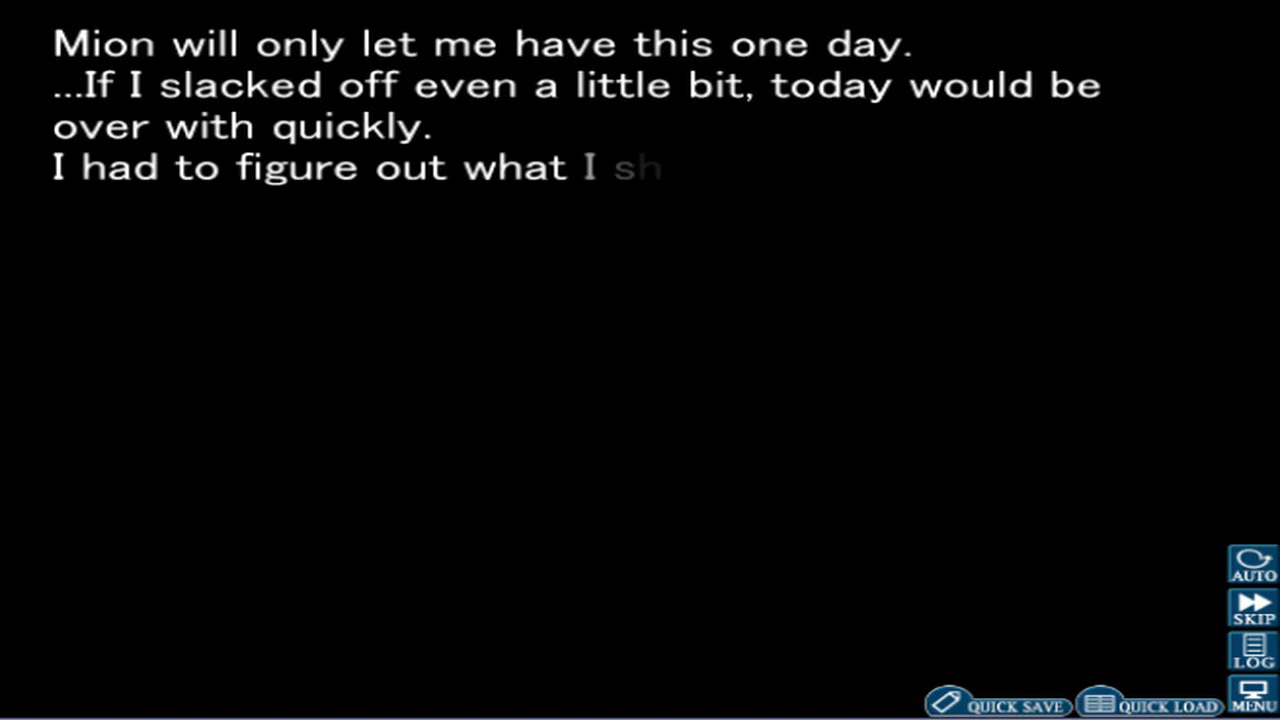 Mion will only let me have this one day.
...If I slacked off even a little bit, today would be
over with quickly.
I had to figure out what I sh
AUTO
SKIP
LOG
QUICK SAVE QUICK LOAD MENU